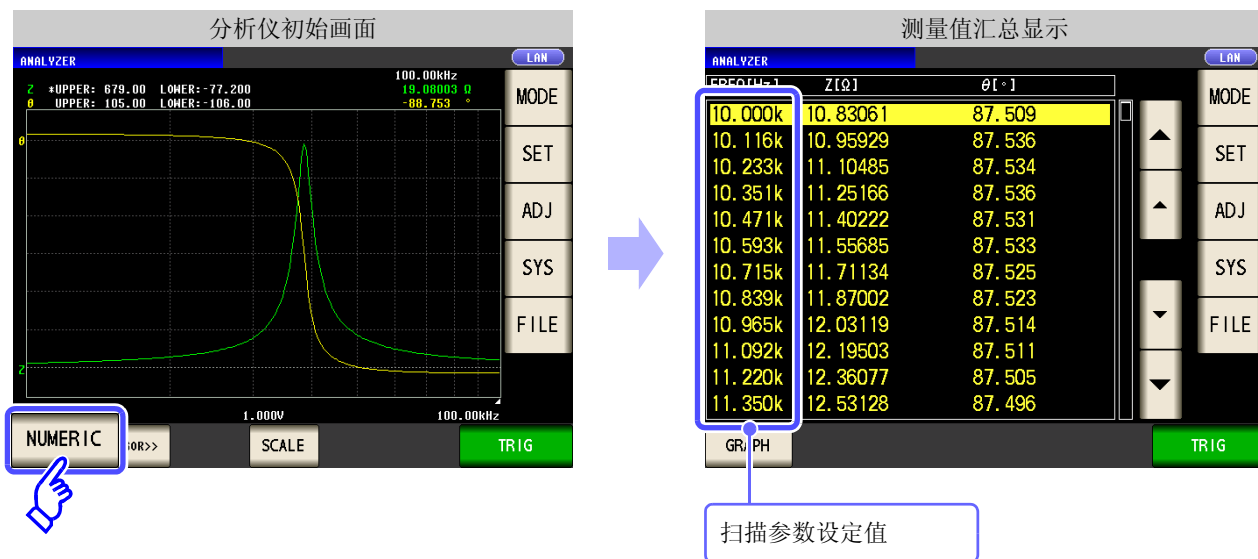 分析仪初始画面
ANALYZER
LAN
100.00kHz
Z *UPPER: 679.00 LOWER:-77.200 19.08003 Ω
θ UPPER: 105.00 LOWER:-106.00 -88.753 °
θ
Z
1.000V 100.00kHz
MODE
SET
ADJ
SYS
FILE
NUMERIC
SCALE
TRIG
测量值汇总显示
ANALYZER
LAN
FREQ[Hz] Z[Ω] θ[°]
10.000k 10.83061 87.509
10.116k 10.95929 87.536
10.233k 11.10485 87.534
10.351k 11.25166 87.536
10.471k 11.40222 87.531
10.593k 11.55685 87.533
10.715k 11.71134 87.525
10.839k 11.87002 87.523
10.965k 12.03119 87.514
11.092k 12.19503 87.511
11.220k 12.36077 87.505
11.350k 12.53128 87.496
MODE
SET
ADJ
SYS
FILE
GRAPH
TRIG
扫描参数设定值